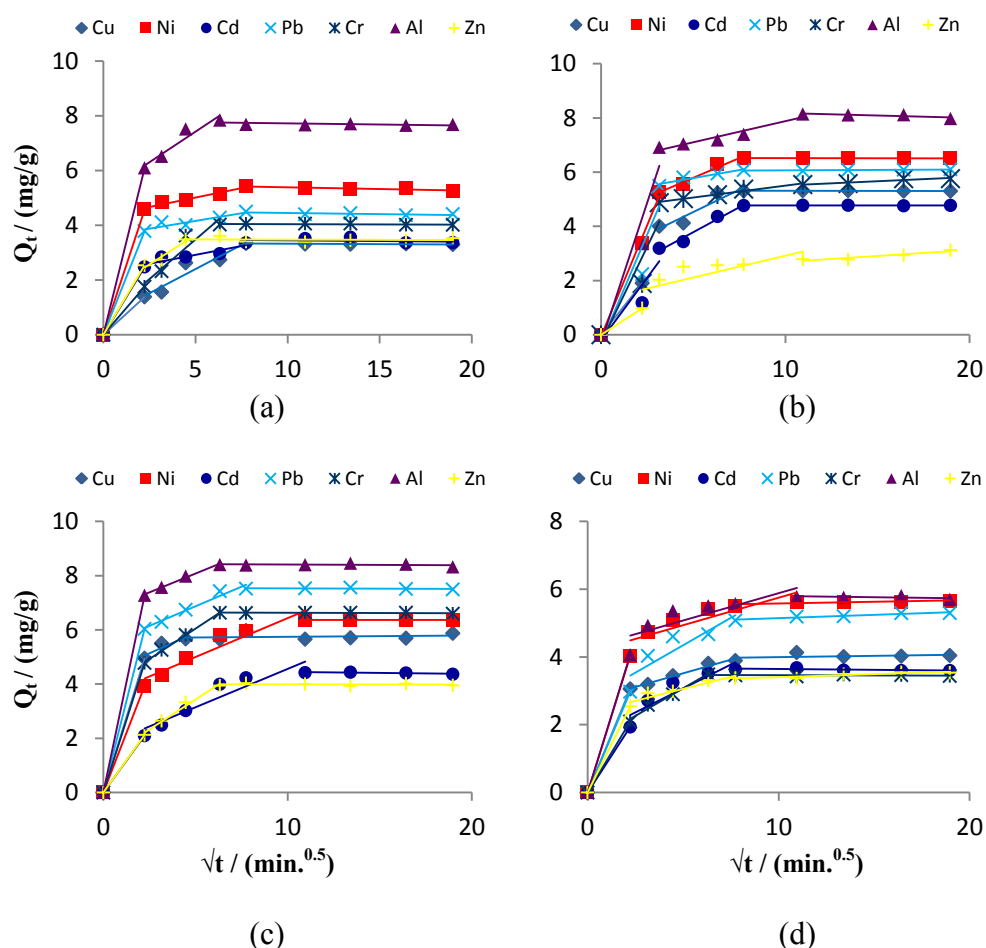 Cu Ni Cd Pb Cr Al Zn
Cu Ni Cd Pb Cr Al Zn
Qt / (mg/g)
10
8
6
4
2
0
0 5 10 15 20
(a)
10
8
6
4
2
0
0 10 20
(b)
Cu Ni Cd Pb Cr Al Zn
Cu Ni Cd Pb Cr Al Zn
Qt / (mg/g)
10
8
6
4
2
0
0 10 20
√t / (min.^0.5)
(c)
8
6
4
2
0
0 10 20
√t / (min.^0.5)
(d)